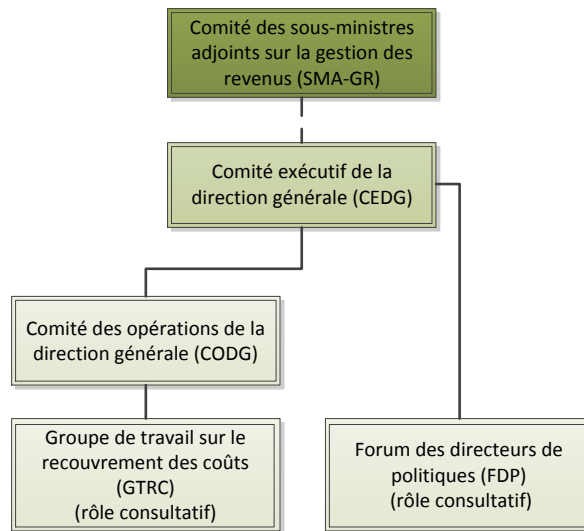 Comité des sous-ministres
adjoints sur la gestion des
revenus (SMA-GR)
Comité exécutif de la
direction générale (CEDG)
Comité des opérations de la
direction générale (CODG)
Groupe de travail sur le
recouvrement des coûts
(GTRC)
(rôle consultatif)
Forum des directeurs de
politiques (FDP)
(rôle consultatif)